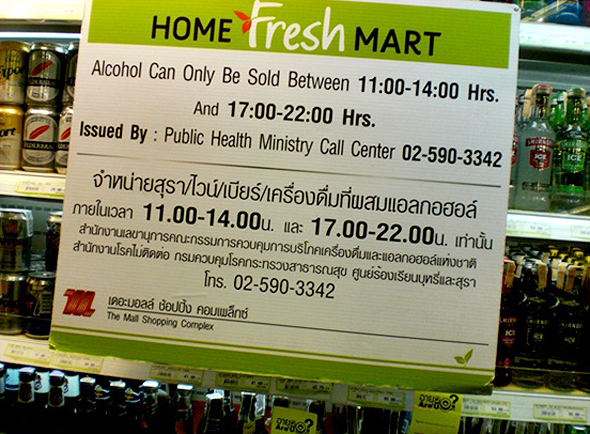 HOME Fresh MART
Alcohol Can Only Be Sold Between 11:00-14:00 Hrs.
And 17:00-22:00 Hrs.
Issued By : Public Health Ministry Call Center 02-590-3342
จำหน่ายสุรา/ไวน์/เบียร์/เครื่องดื่มที่ผสมแอลกอฮอล์
ภายในเวลา 11.00-14.00น. และ 17.00-22.00น. เท่านั้น
สำนักงานเลขานุการคณะกรรมการควบคุมการบริโภคเครื่องดื่มและแอลกอฮอล์แห่งชาติ
สำนักงานโรคไม่ติดต่อ กรมควบคุมโรคกระทรวงสาธารณสุข ศูนย์ร้องเรียนบุหรี่และสุรา
โทร. 02-590-3342
เดอะมอลล์ ช้อปปิ้ง คอมเพล็กซ์
The Mall Shopping Complex
ICE
ICE